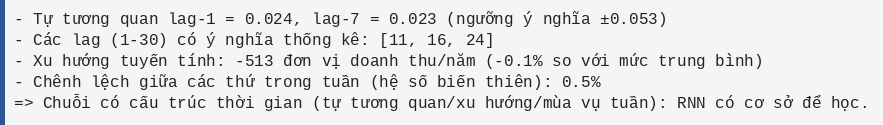 - Tự tương quan lag-1 = 0.024, lag-7 = 0.023 (ngưỡng ý nghĩa ±0.053)
- Các lag (1-30) có ý nghĩa thống kê: [11, 16, 24]
- Xu hướng tuyến tính: -513 đơn vị doanh thu/năm (-0.1% so với mức trung bình)
- Chênh lệch giữa các thứ trong tuần (hệ số biến thiên): 0.5%
=> Chuỗi có cấu trúc thời gian (tự tương quan/xu hướng/mùa vụ tuần): RNN có cơ sở để học.